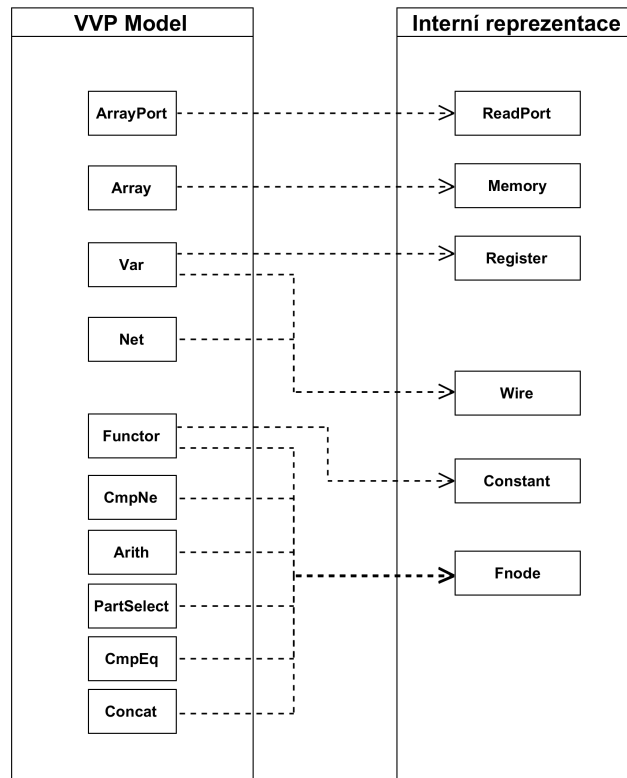 VVP Model
Interní reprezentace
ArrayPort
ReadPort
Array
Memory
Var
Register
Net
Wire
Functor
Constant
CmpNe
Arith
Fnode
PartSelect
CmpEq
Concat